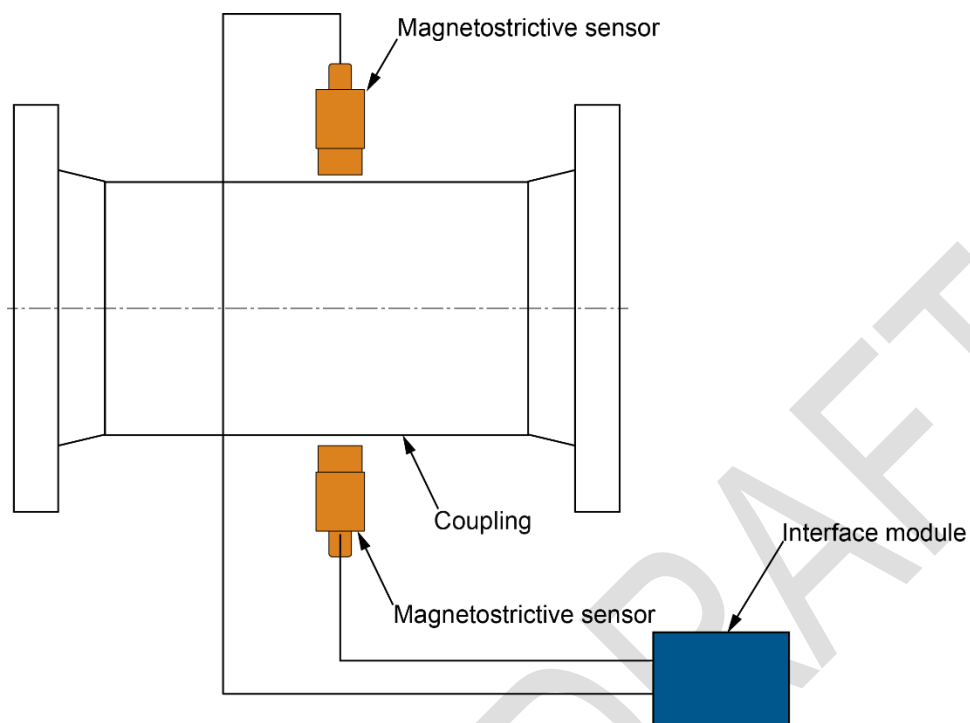 Magnetostrictive sensor
Coupling
Interface module
Magnetostrictive sensor
DRAFT